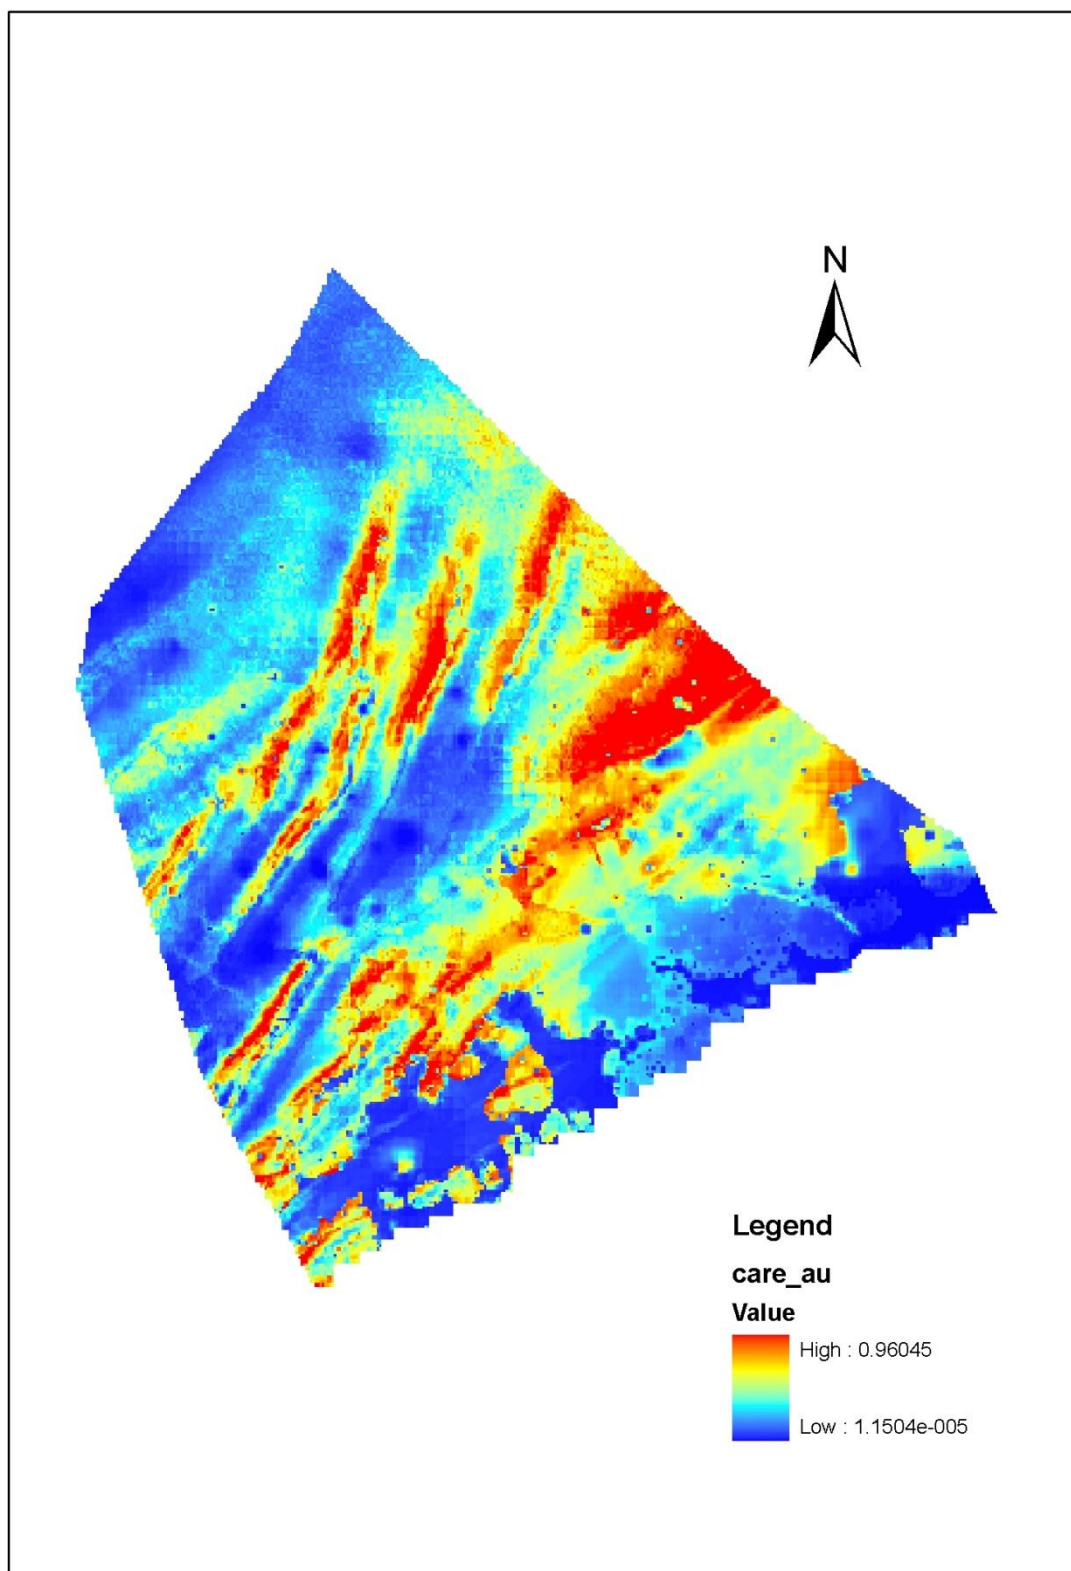 N
Legend
care_au
Value
High : 0.96045
Low : 1.1504e-005